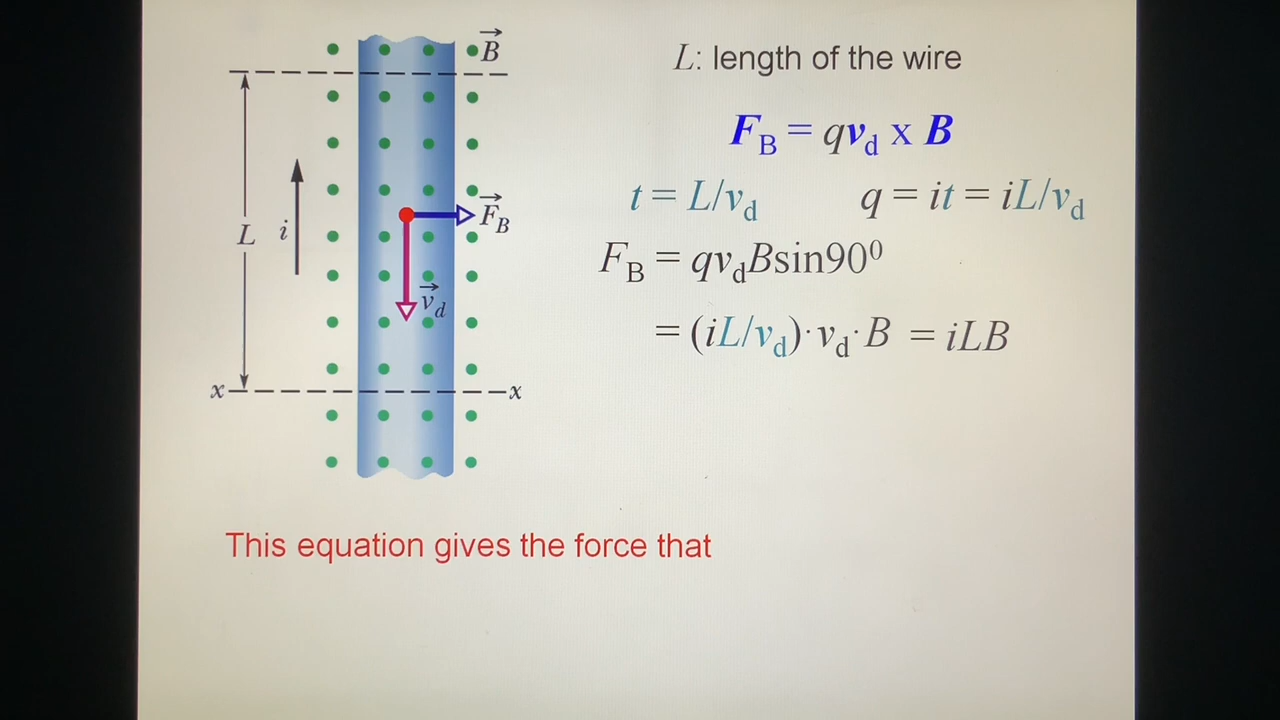 B
L: length of the wire
F_B = qv_d x B
t = L/v_d q = it = iL/v_d
F_B
L i
F_B = qv_dBsin90⁰
v_d
= (iL/v_d)·v_d·B = iLB
x x
This equation gives the force that